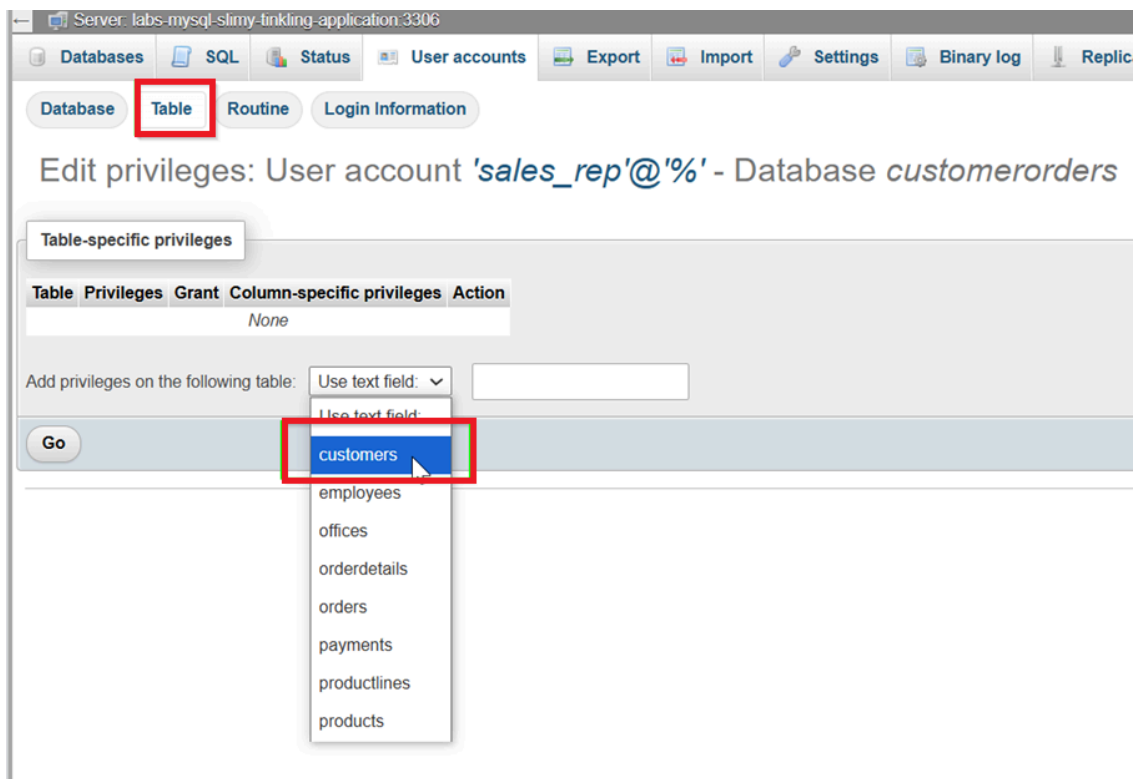 Server: labs-mysql-slimy-tinkling-application:3306
Databases SQL Status User accounts Export Import Settings Binary log Replic
Database Table Routine Login Information
Edit privileges: User account 'sales_rep'@'%' - Database customerorders
Table-specific privileges
Table Privileges Grant Column-specific privileges Action
None
Add privileges on the following table: Use text field:
Use text field:
Go
customers
employees
offices
orderdetails
orders
payments
productlines
products